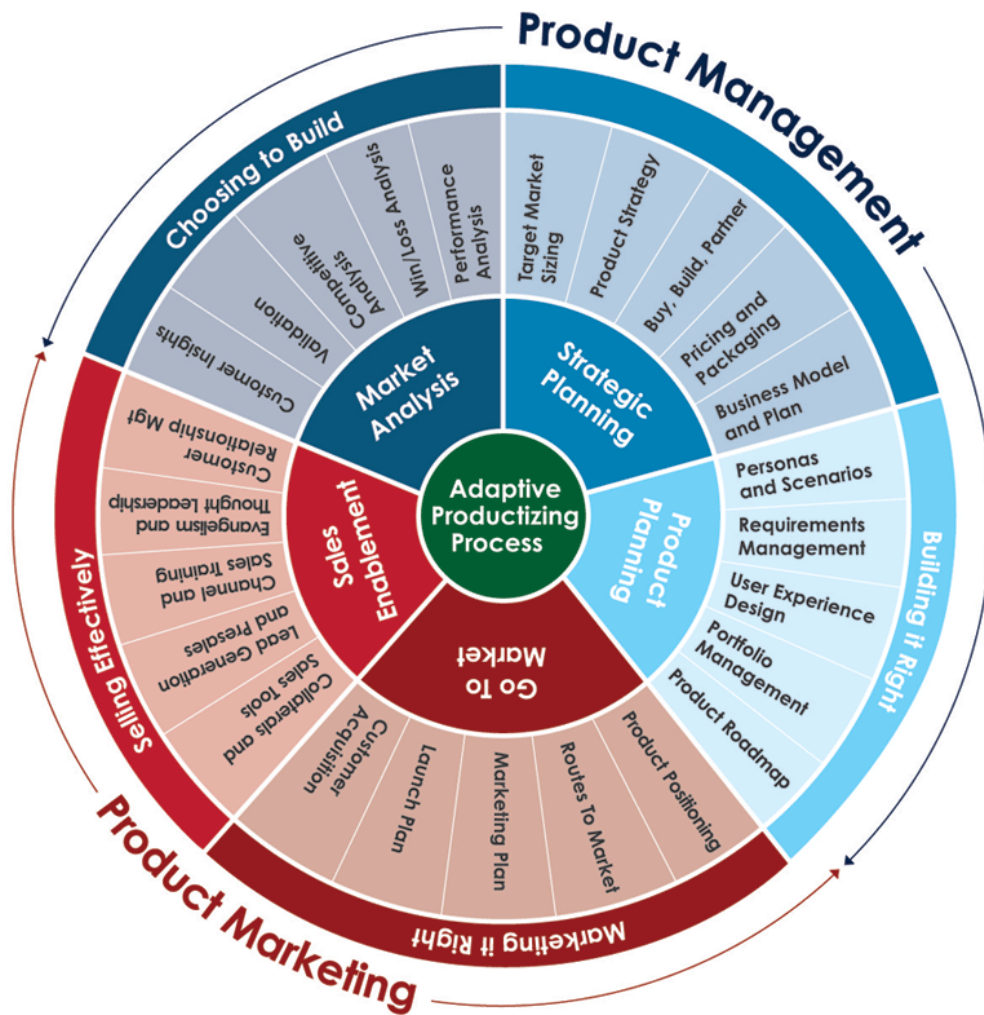 Product Management
Choosing to Build
Performance
Analysis
Win/Loss Analysis
Competitive
Analysis
Validation
Customer Insights
Market
Analysis
Target Market
Sizing
Product Strategy
Buy, Build, Partner
Pricing and
Packaging
Business Model
and Plan
Strategic
Planning
Adaptive
Productizing
Process
Product
Planning
Personas
and Scenarios
Requirements
Management
User Experience
Design
Portfolio
Management
Product Roadmap
Building it Right
Go To
Market
Product Positioning
Routes To Market
Marketing Plan
Launch Plan
Customer
Acquisition
Marketing it Right
Sales
Enablement
Collaterals and
Sales Tools
Lead Generation
and Presales
Channel and
Sales Training
Evangelism and
Thought Leadership
Customer
Relationship Mgt
Selling Effectively
Product Marketing